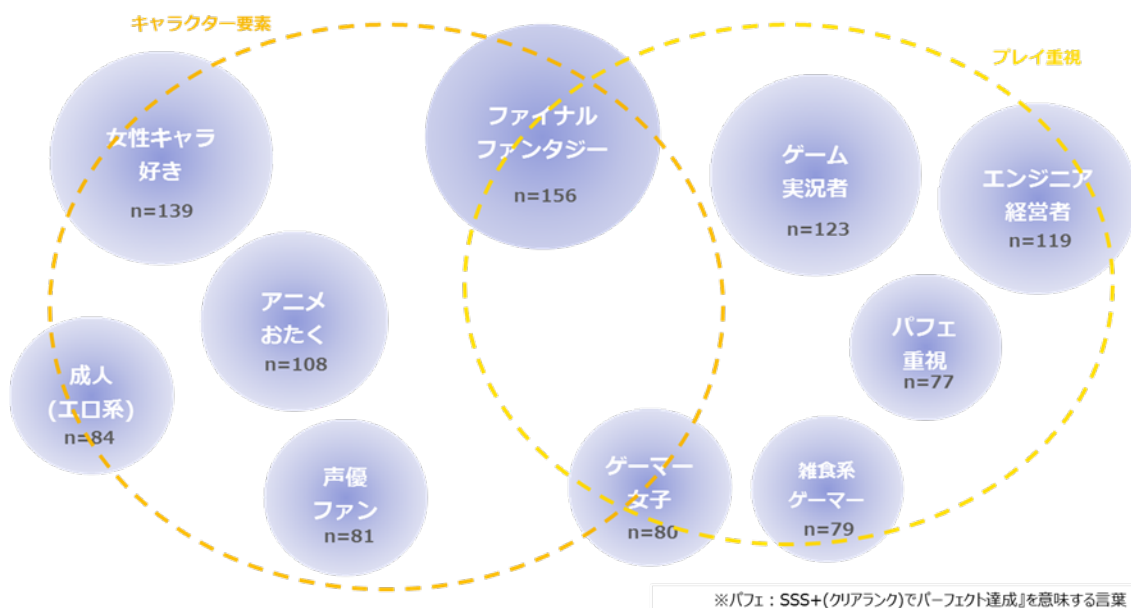 キャラクター要素
プレイ重視
女性キャラ
好き
n=139
ファイナル
ファンタジー
n=156
ゲーム
実況者
n=123
エンジニア
経営者
n=119
アニメ
おたく
n=108
パフェ
重視
n=77
成人
(エロ系)
n=84
声優
ファン
n=81
ゲーマー
女子
n=80
雑食系
ゲーマー
n=79
※パフェ：SSS+(クリアランク)でパーフェクト達成』を意味する言葉